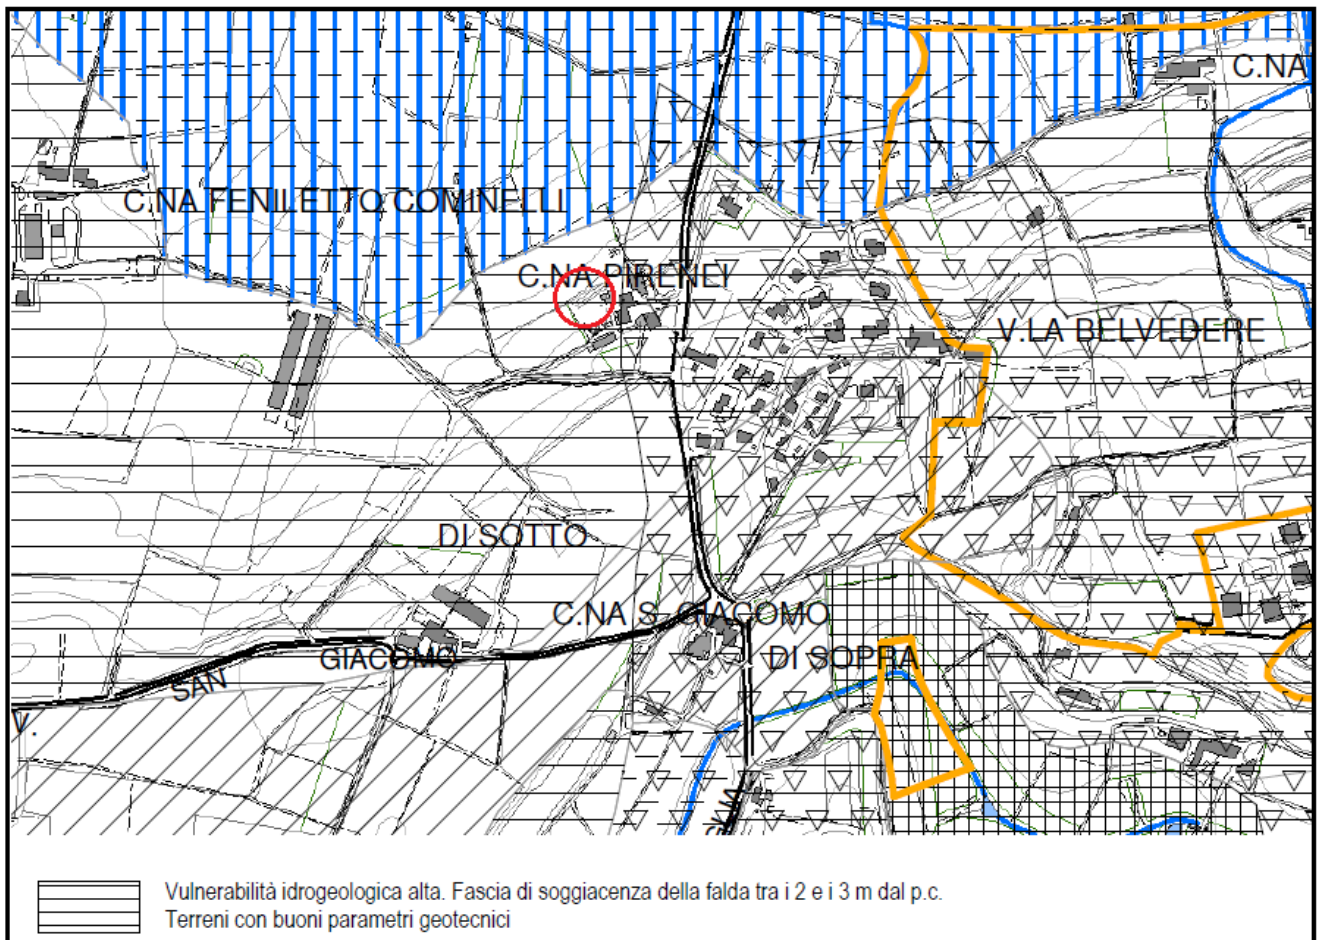 C.NA
C.NA FENILETTO COMINELLI
C.NA PIRENEI
V.LA BELVEDERE
DI SOTTO
C.NA S. GIACOMO
DI SOPRA
GIACOMO
SAN
V.
Vulnerabilità idrogeologica alta. Fascia di soggiacenza della falda tra i 2 e i 3 m dal p.c.
Terreni con buoni parametri geotecnici